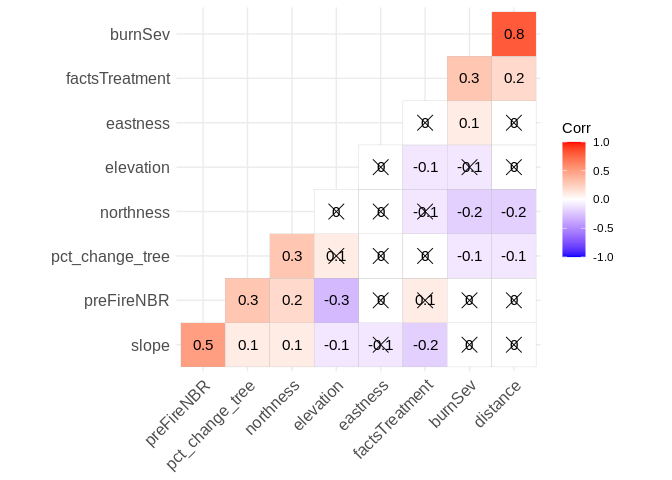 burnSev 0.8
factsTreatment 0.3 0.2
eastness 0 0.1 0
elevation 0 -0.1 -0.1 0
northness 0 0 -0.1 -0.2 -0.2
pct_change_tree 0.3 0.1 0 0 -0.1 -0.1
preFireNBR 0.3 0.2 -0.3 0 0.1 0 0
slope 0.5 0.1 0.1 -0.1 -0.1 -0.2 0 0
preFireNBR
pct_change_tree
northness
elevation
eastness
factsTreatment
burnSev
distance
Corr
1.0
0.5
0.0
-0.5
-1.0